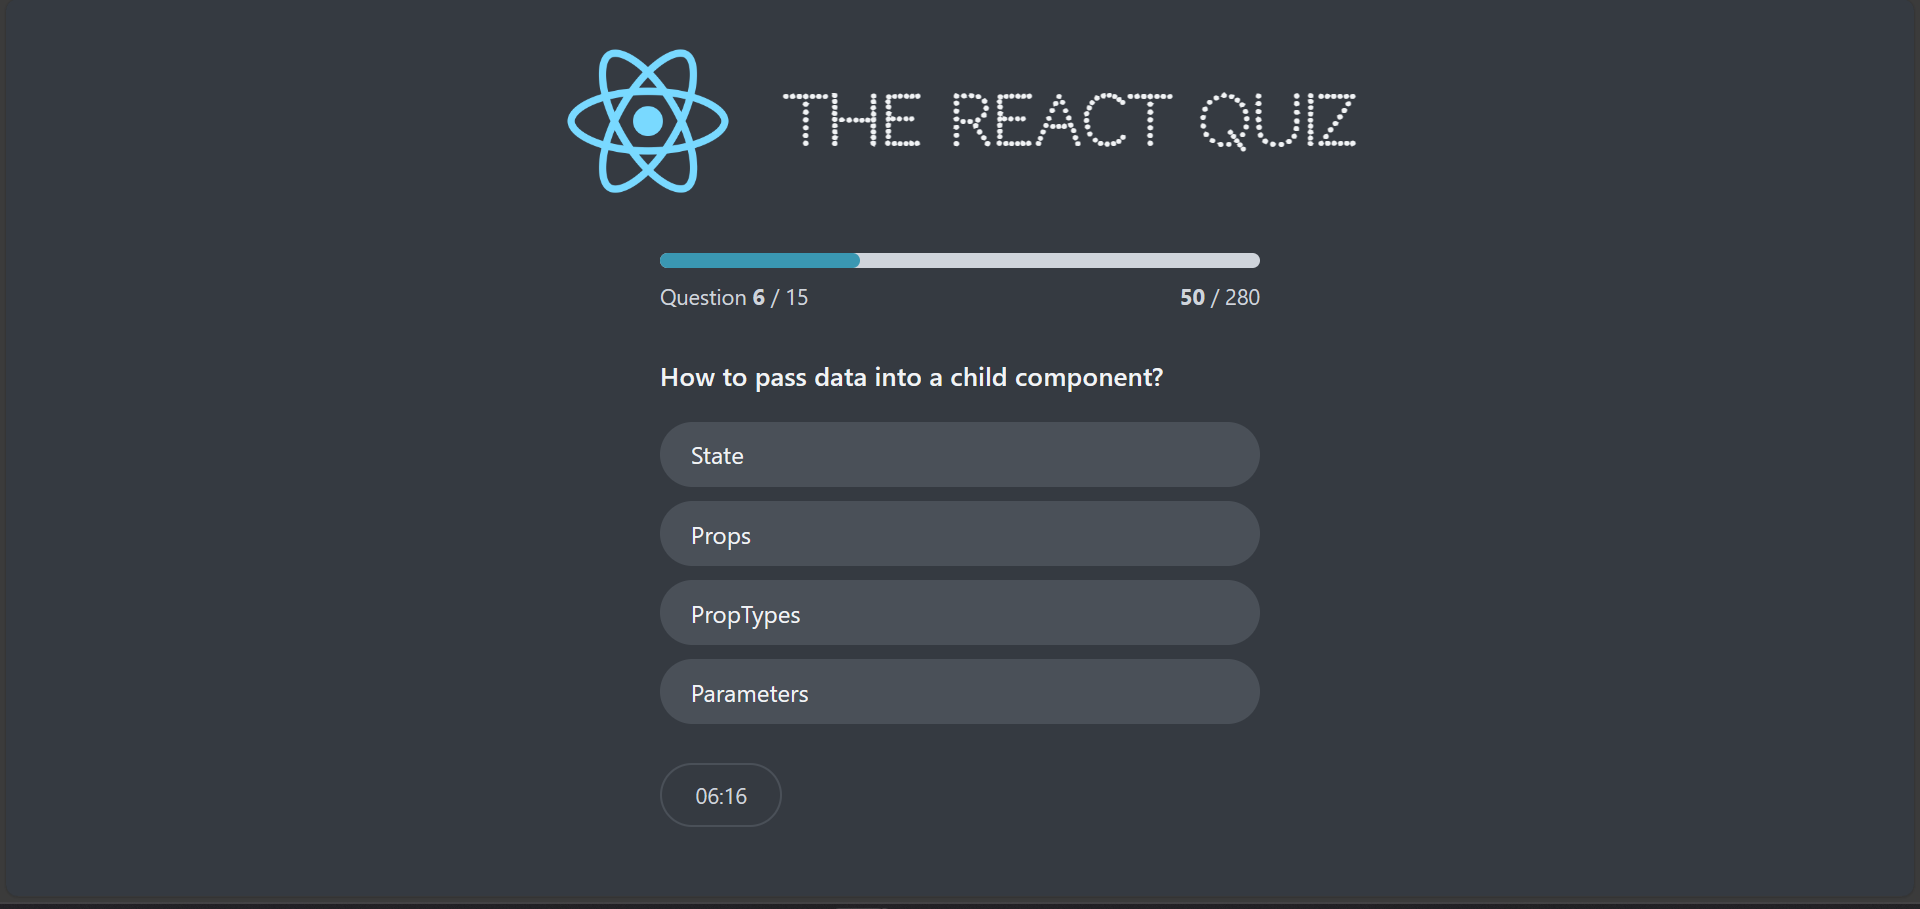 THE REACT QUIZ
Question 6 / 15
50 / 280
How to pass data into a child component?
State
Props
PropTypes
Parameters
06:16